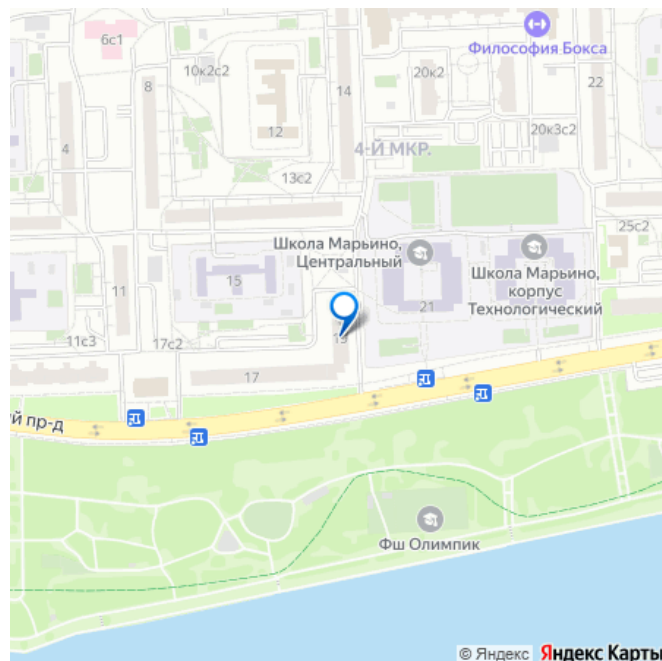 6с1
Философия Бокса
8
10к2с2
14
20к2
22
4
12
4-Й МКР.
20к3с2
13с2
25с2
Школа Марьино,
Центральный
Школа Марьино,
корпус
Технологический
11
15
21
11с3
17с2
17
ый пр-д
Фш Олимпик
© Яндекс Яндекс Карты